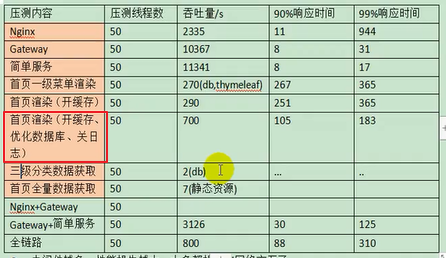 压测内容 压测线程数 吞吐量/s 90%响应时间 99%响应时间
Nginx 50 2335 11 944
Gateway 50 10367 8 31
简单服务 50 11341 8 17
首页一级菜单渲染 50 270(db,thymeleaf) 267 365
首页渲染（开缓存） 50 290 251 365
首页渲染（开缓存、 50 700 105 183
优化数据库、关日
志）
三级分类数据获取 50 2(db) ... ..
首页全量数据获取 50 7(静态资源)
Nginx+Gateway 50
Gateway+简单服务 50 3126 30 125
全链路 50 800 88 310